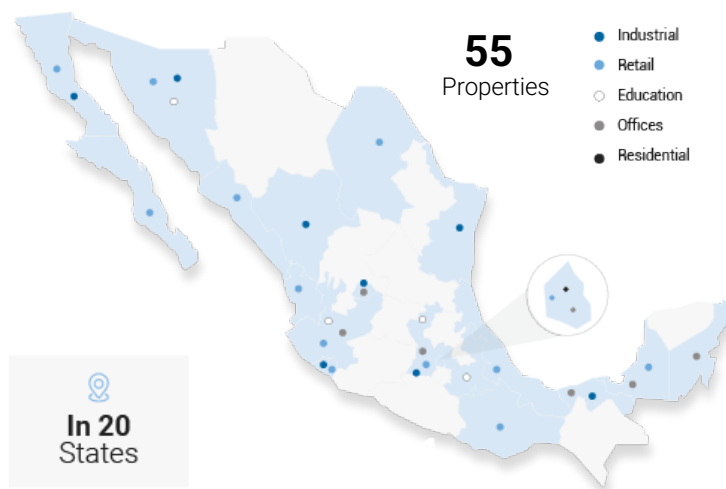 55
Properties
Industrial
Retail
Education
Offices
Residential
In 20
States